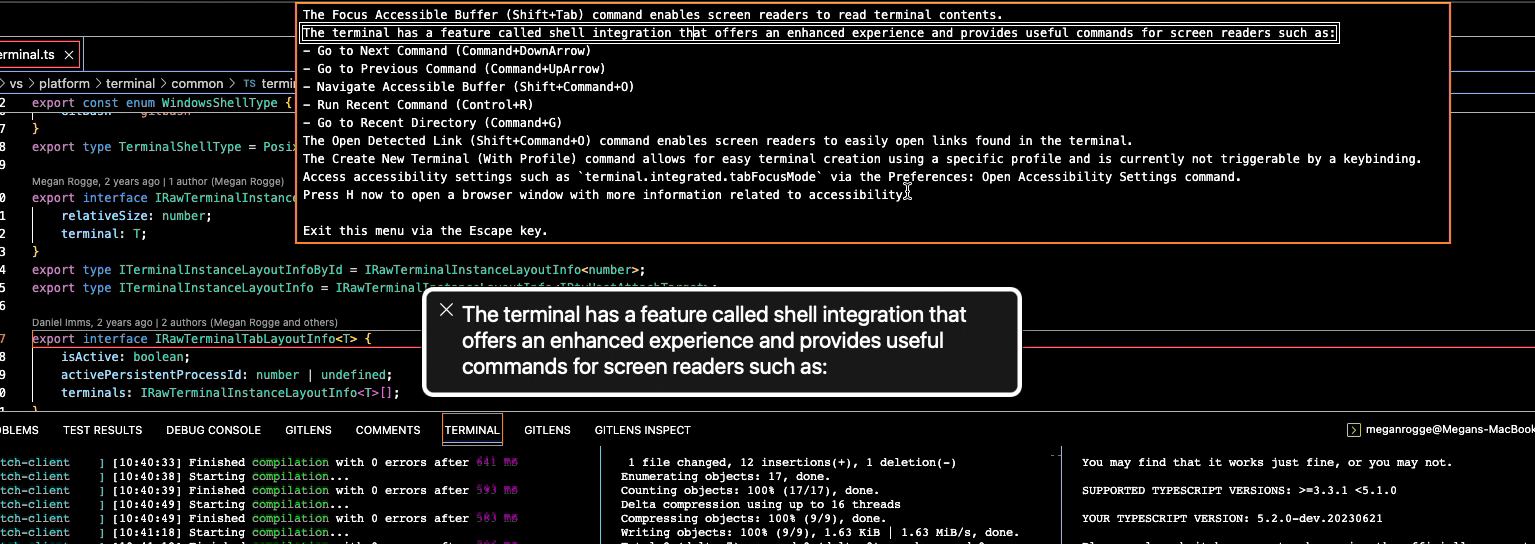 The Focus Accessible Buffer (Shift+Tab) command enables screen readers to read terminal contents.
The terminal has a feature called shell integration that offers an enhanced experience and provides useful commands for screen readers such as:
- Go to Next Command (Command+DownArrow)
- Go to Previous Command (Command+UpArrow)
- Navigate Accessible Buffer (Shift+Command+O)
- Run Recent Command (Control+R)
- Go to Recent Directory (Command+G)
The Open Detected Link (Shift+Command+O) command enables screen readers to easily open links found in the terminal.
The Create New Terminal (With Profile) command allows for easy terminal creation using a specific profile and is currently not triggerable by a keybinding.
Access accessibility settings such as `terminal.integrated.tabFocusMode` via the Preferences: Open Accessibility Settings command.
Press H now to open a browser window with more information related to accessibility.
Exit this menu via the Escape key.
erminal.ts ×
> vs > platform > terminal > common > TS termin
2 export const enum WindowsShellType {
7 }
8 export type TerminalShellType = Posix
9
Megan Rogge, 2 years ago | 1 author (Megan Rogge)
0 export interface IRawTerminalInstance
1 relativeSize: number;
2 terminal: T;
3 }
4 export type ITerminalInstanceLayoutInfoById = IRawTerminalInstanceLayoutInfo<number>;
5 export type ITerminalInstanceLayoutInfo = IRawTerminalInstanceLayoutInfo<IPtyHostAttachTarget>;
6
Daniel Imms, 2 years ago | 2 authors (Megan Rogge and others)
7 export interface IRawTerminalTabLayoutInfo<T> {
8 isActive: boolean;
9 activePersistentProcessId: number | undefined;
0 terminals: IRawTerminalInstanceLayoutInfo<T>[];
1 }
The terminal has a feature called shell integration that
offers an enhanced experience and provides useful
commands for screen readers such as:
OBLEMS TEST RESULTS DEBUG CONSOLE GITLENS COMMENTS TERMINAL GITLENS GITLENS INSPECT
meganrogge@Megans-MacBook
tch-client ] [10:40:33] Finished compilation with 0 errors after 641 ms
tch-client ] [10:40:38] Starting compilation...
tch-client ] [10:40:39] Finished compilation with 0 errors after 593 ms
tch-client ] [10:40:49] Starting compilation...
tch-client ] [10:40:49] Finished compilation with 0 errors after 583 ms
tch-client ] [10:41:18] Starting compilation...
1 file changed, 12 insertions(+), 1 deletion(-)
Enumerating objects: 17, done.
Counting objects: 100% (17/17), done.
Delta compression using up to 16 threads
Compressing objects: 100% (9/9), done.
Writing objects: 100% (9/9), 1.63 KiB | 1.63 MiB/s, done.
You may find that it works just fine, or you may not.
SUPPORTED TYPESCRIPT VERSIONS: >=3.3.1 <5.1.0
YOUR TYPESCRIPT VERSION: 5.2.0-dev.20230621